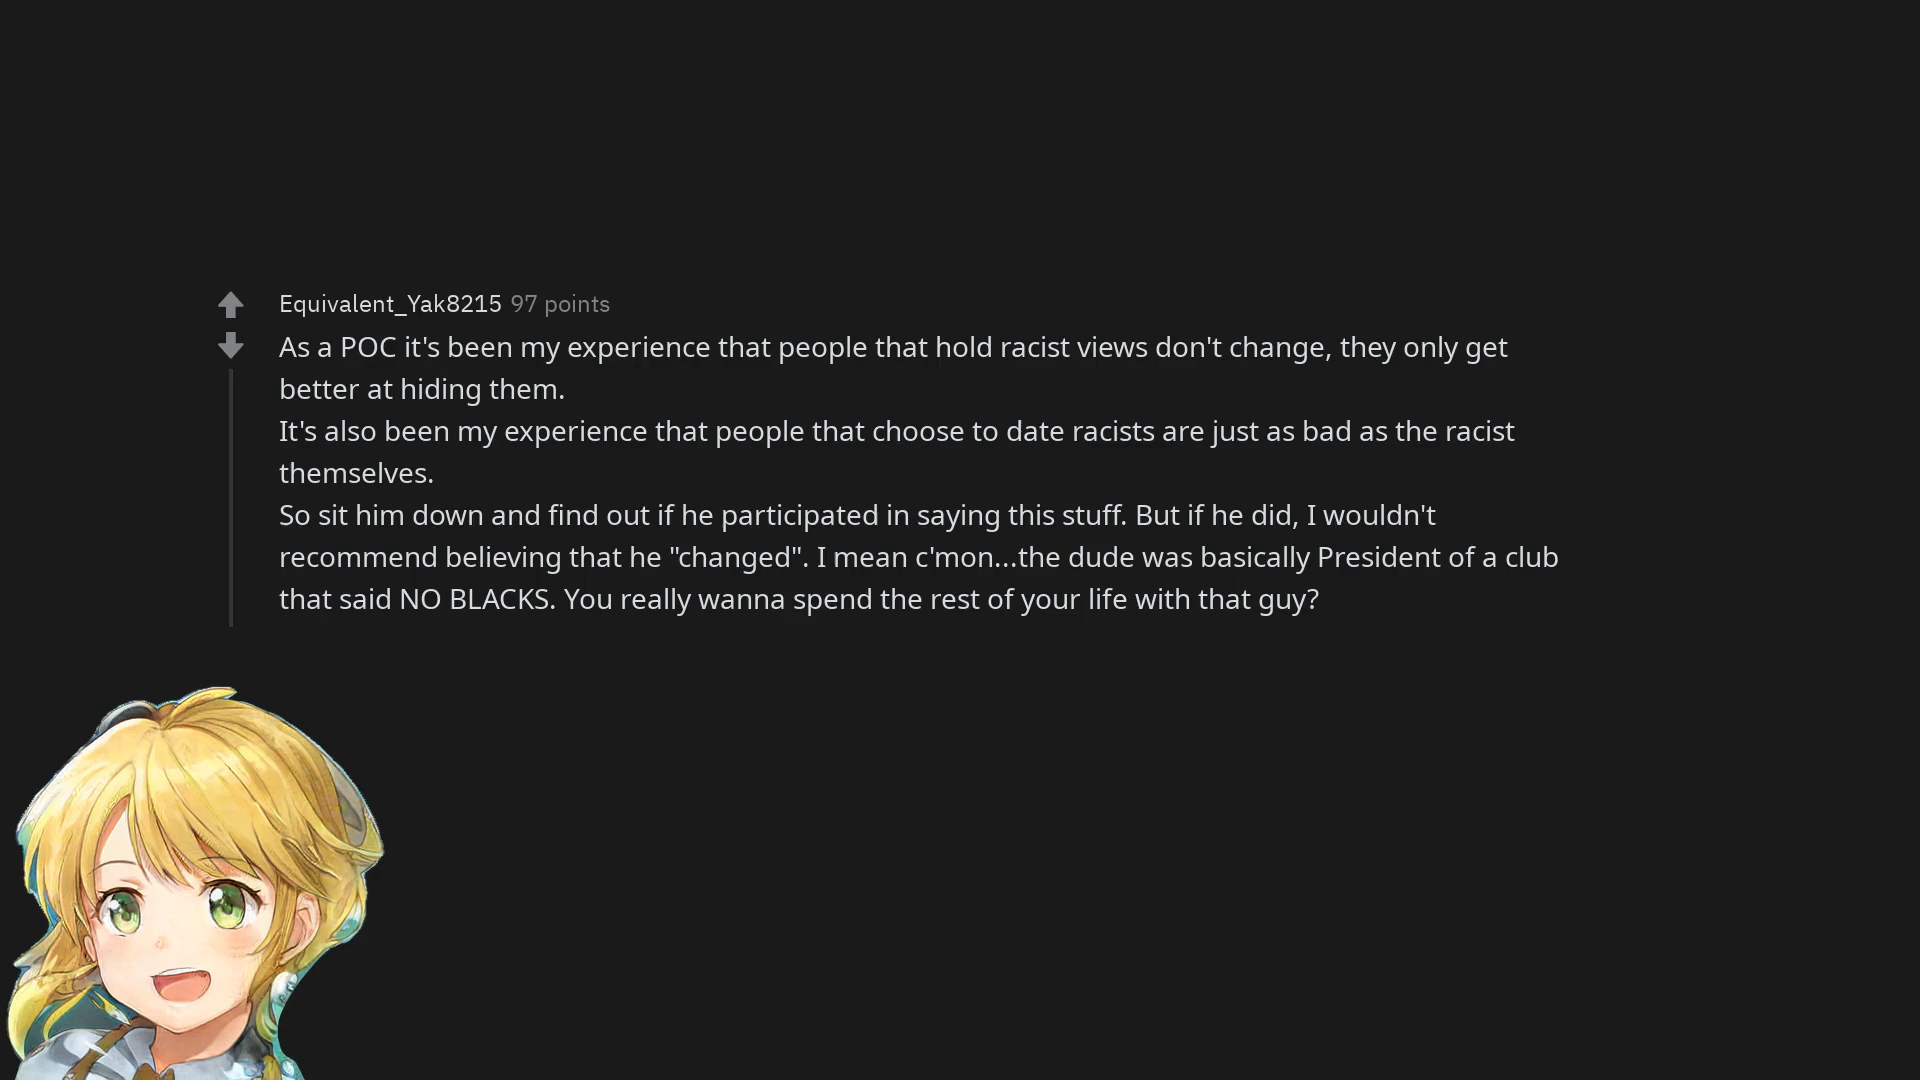 Equivalent_Yak8215 97 points
As a POC it's been my experience that people that hold racist views don't change, they only get
better at hiding them.
It's also been my experience that people that choose to date racists are just as bad as the racist
themselves.
So sit him down and find out if he participated in saying this stuff. But if he did, I wouldn't
recommend believing that he "changed". I mean c'mon...the dude was basically President of a club
that said NO BLACKS. You really wanna spend the rest of your life with that guy?